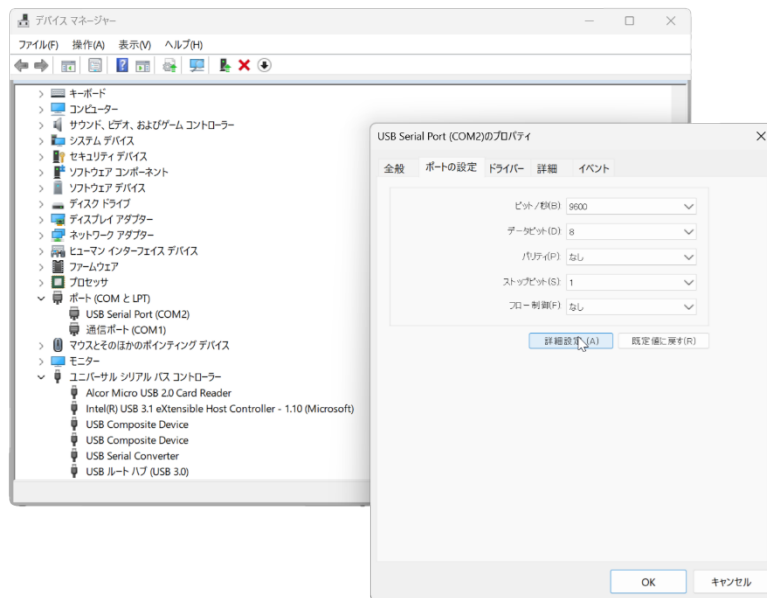 デバイス マネージャー
ファイル(F) 操作(A) 表示(V) ヘルプ(H)
キーボード
コンピューター
サウンド、ビデオ、およびゲーム コントローラー
システム デバイス
セキュリティ デバイス
ソフトウェア コンポーネント
ソフトウェア デバイス
ディスク ドライブ
ディスプレイ アダプター
ネットワーク アダプター
ヒューマン インターフェイス デバイス
ファームウェア
プロセッサ
ポート (COM と LPT)
USB Serial Port (COM2)
通信ポート (COM1)
マウスとそのほかのポインティング デバイス
モニター
ユニバーサル シリアル バス コントローラー
Alcor Micro USB 2.0 Card Reader
Intel(R) USB 3.1 eXtensible Host Controller - 1.10 (Microsoft)
USB Composite Device
USB Composite Device
USB Serial Converter
USB ルート ハブ (USB 3.0)
USB Serial Port (COM2)のプロパティ
全般 ポートの設定 ドライバー 詳細 イベント
ビット/秒(B): 9600
データ ビット(D): 8
パリティ(P): なし
ストップ ビット(S): 1
フロー制御(F): なし
詳細設定(A) 既定値に戻す(R)
OK キャンセル